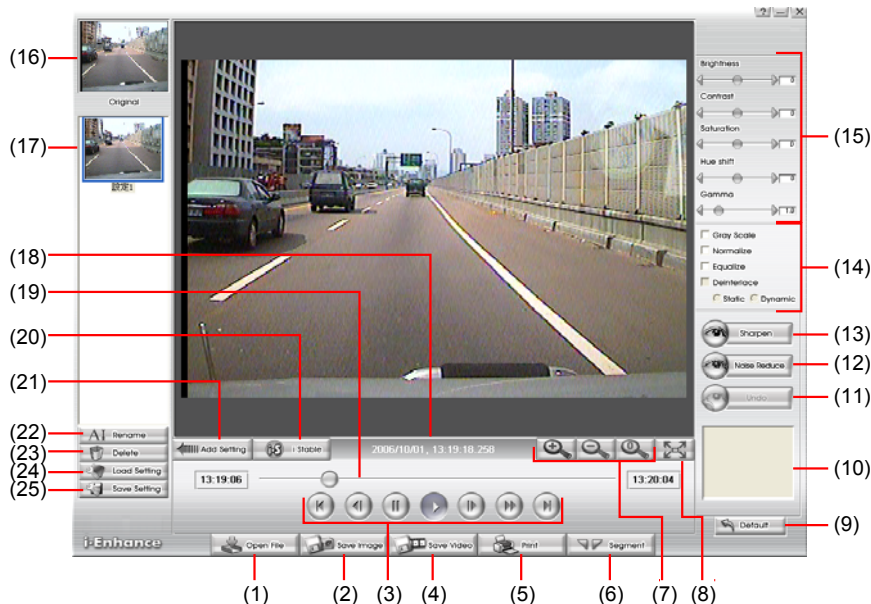 (16)
Original
(17)
設定1
(18)
(19)
(20)
(21)
(22)
(23)
(24)
(25)
Rename
Delete
Load Setting
Save Setting
Add Setting
i Stable
2006/10/01, 13:19:18.258
13:19:06
13:20:04
i-Enhance
Open File
Save Image
Save Video
Print
Segment
Default
Brightness
0
Contrast
0
Saturation
0
Hue shift
0
Gamma
1.0
(15)
Gray Scale
Normalize
Equalize
Deinterlace
Static
Dynamic
(14)
Sharpen
(13)
Noise Reduce
(12)
Undo
(11)
(10)
(9)
(1)
(2)
(3)
(4)
(5)
(6)
(7)
(8)